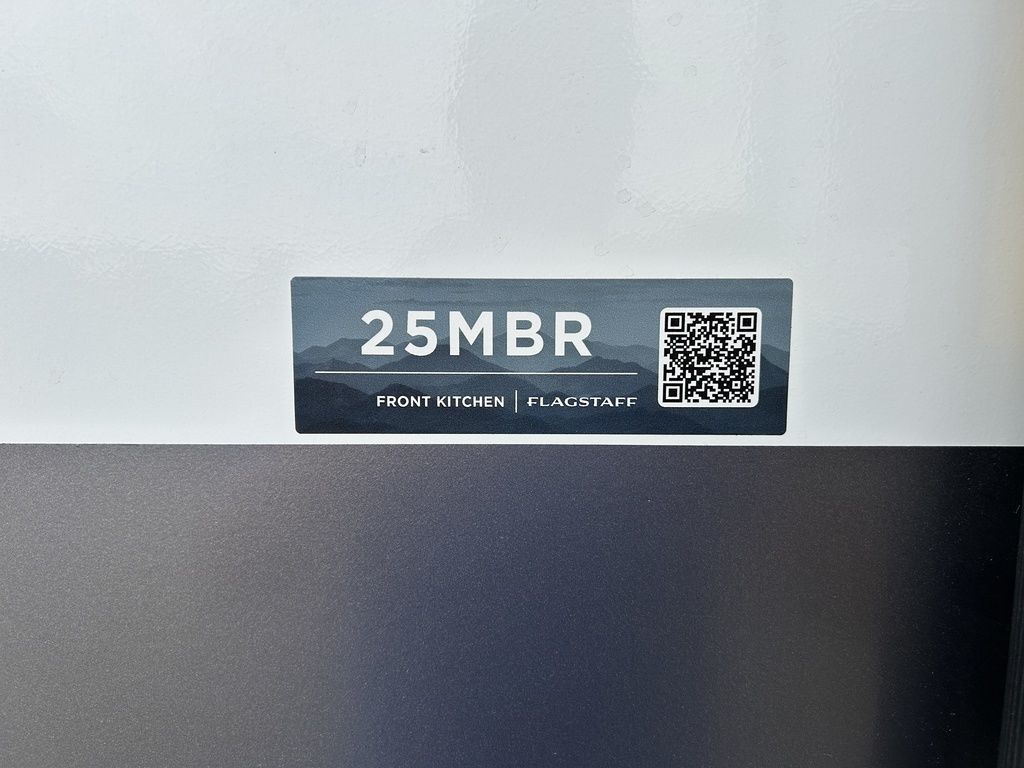 25MBR
FRONT KITCHEN | FLAGSTAFF